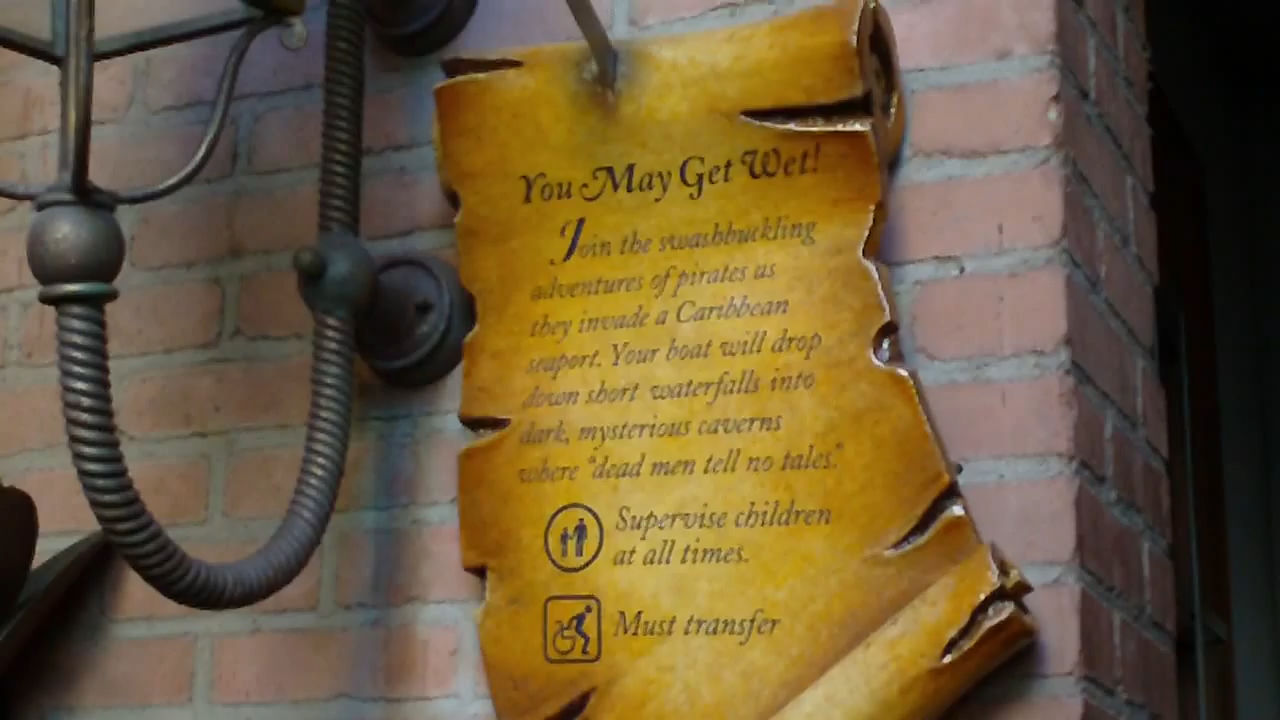 You May Get Wet!
Join the swashbuckling
adventures of pirates as
they invade a Caribbean
seaport. Your boat will drop
down short waterfalls into
dark, mysterious caverns
where "dead men tell no tales."
Supervise children
at all times.
Must transfer